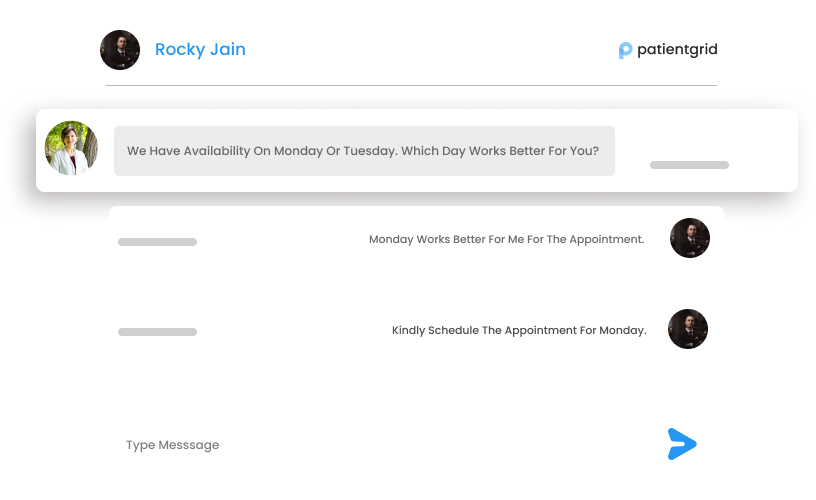 Rocky Jain
patientgrid
We Have Availability On Monday Or Tuesday. Which Day Works Better For You?
Monday Works Better For Me For The Appointment.
Kindly Schedule The Appointment For Monday.
Type Messsage